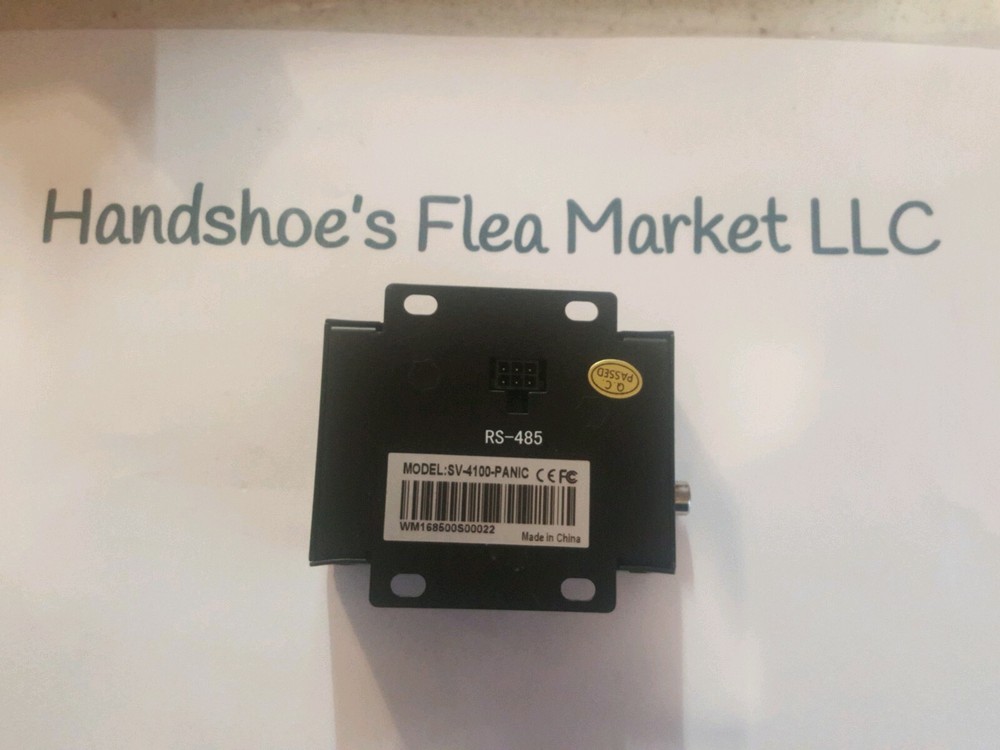 Handshoe's Flea Market LLC
Q.C
PASSED
RS-485
MODEL:SV-4100-PANIC CE FC
WM168500S00022
Made in China